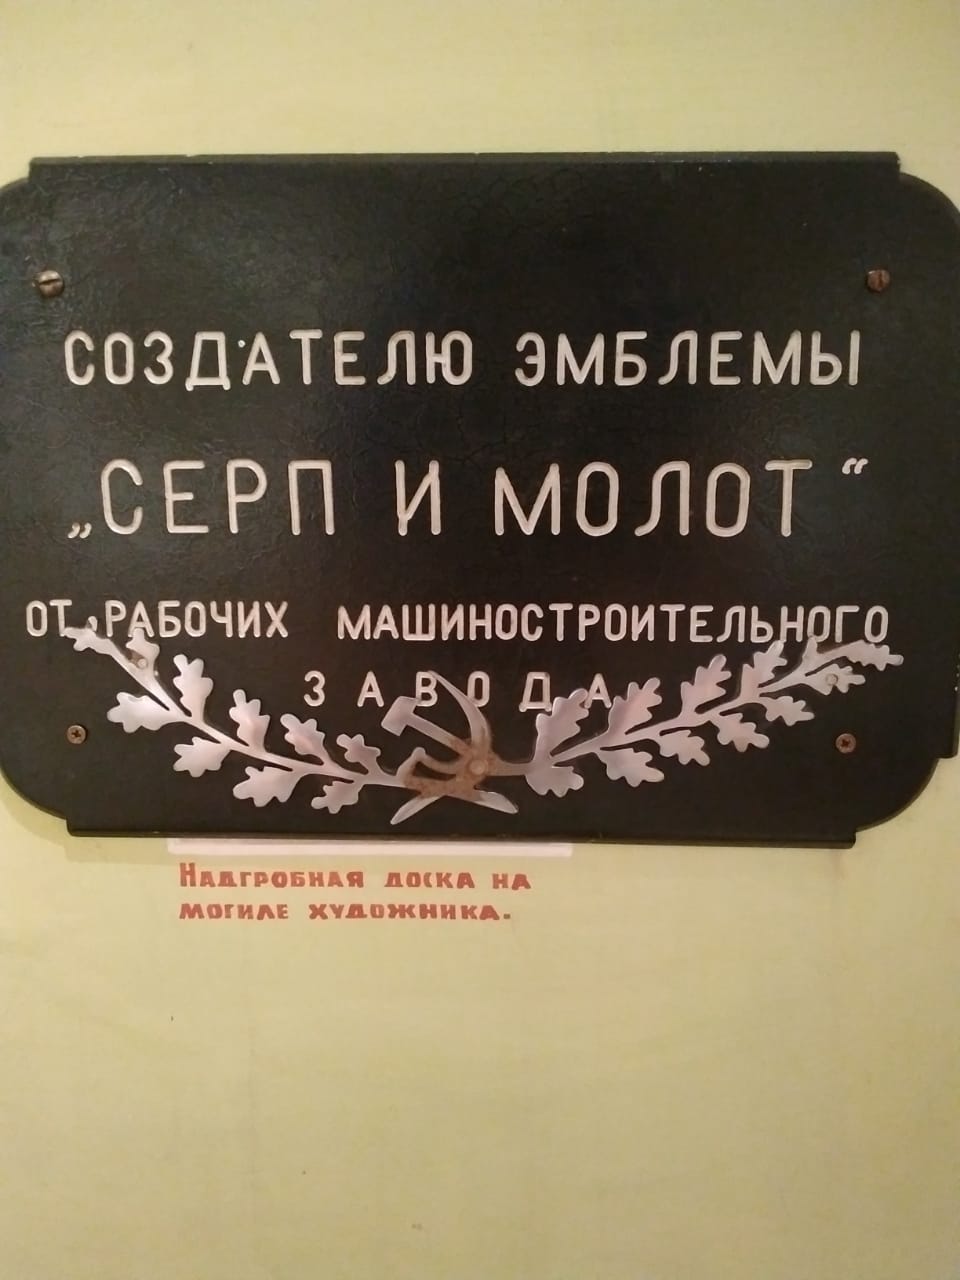 СОЗДАТЕЛЮ ЭМБЛЕМЫ
„СЕРП И МОЛОТ“
ОТ РАБОЧИХ МАШИНОСТРОИТЕЛЬНОГО
ЗАВОДА
НАДГРОБНАЯ ДОСКА НА
МОГИЛЕ ХУДОЖНИКА.